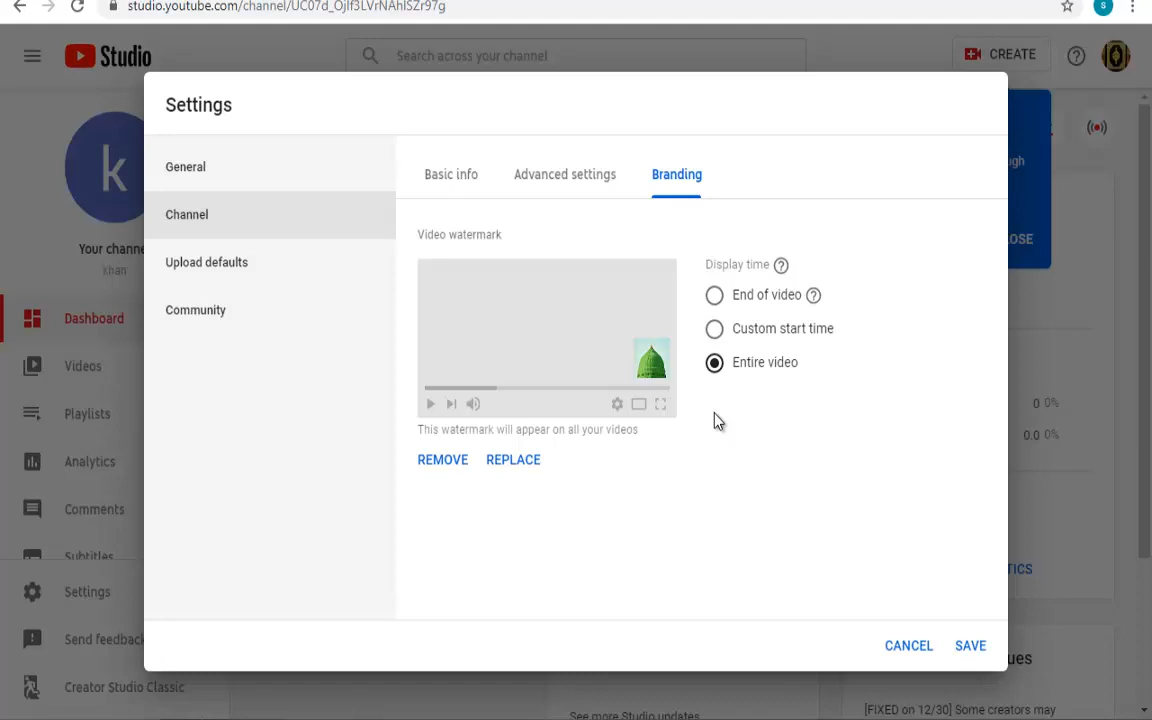 studio.youtube.com/channel/UC07d_OjIf3LVrNAhISZr97g
S
Studio
Search across your channel
CREATE
Settings
General
Channel
Upload defaults
Community
Basic info
Advanced settings
Branding
Video watermark
Display time
End of video
Custom start time
Entire video
This watermark will appear on all your videos
REMOVE
REPLACE
CANCEL
SAVE
k
Your channe
khan
Dashboard
Videos
Playlists
Analytics
Comments
Subtitles
Settings
Send feedback
Creator Studio Classic
ugh
OSE
0 0%
0.0 0%
TICS
ues
[FIXED on 12/30] Some creators may
See more Studio updates